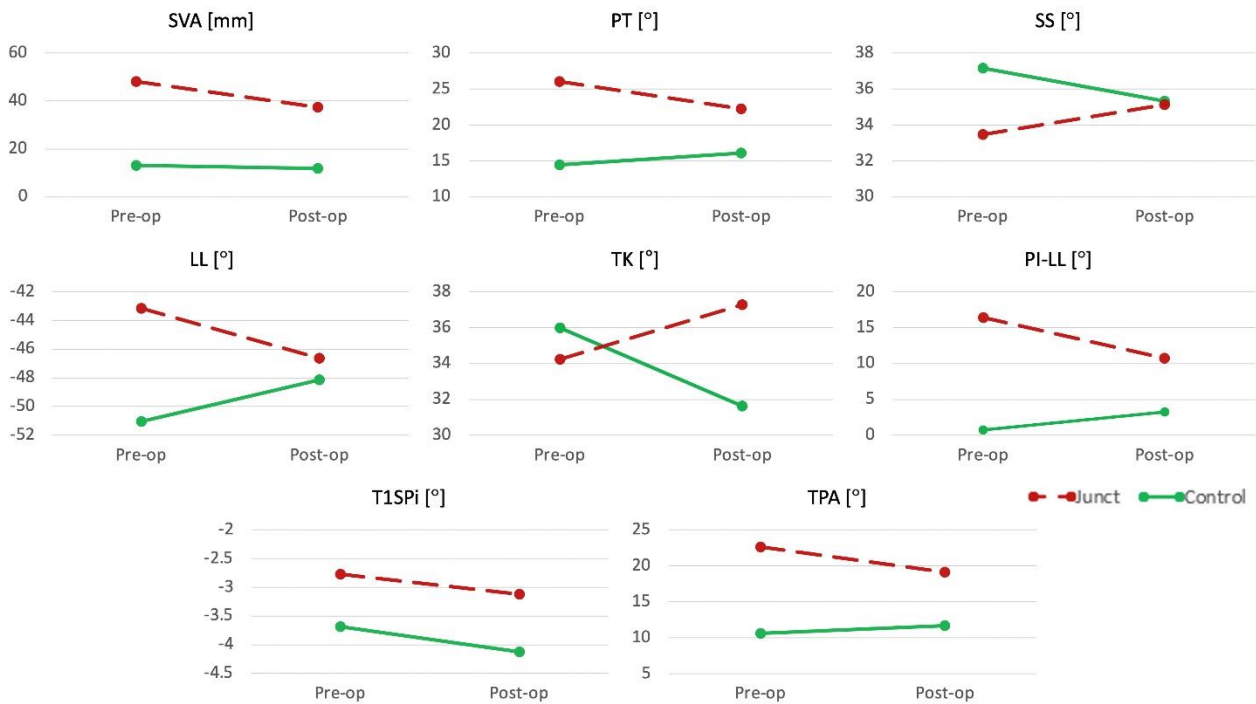 SVA [mm]
60
40
20
0
Pre-op Post-op
PT [°]
30
25
20
15
10
Pre-op Post-op
SS [°]
38
36
34
32
30
Pre-op Post-op
LL [°]
-42
-44
-46
-48
-50
-52
Pre-op Post-op
TK [°]
38
36
34
32
30
Pre-op Post-op
PI-LL [°]
20
15
10
5
0
Pre-op Post-op
T1SPi [°]
-2
-2.5
-3
-3.5
-4
-4.5
Pre-op Post-op
TPA [°]
25
20
15
10
5
Pre-op Post-op
Junct Control